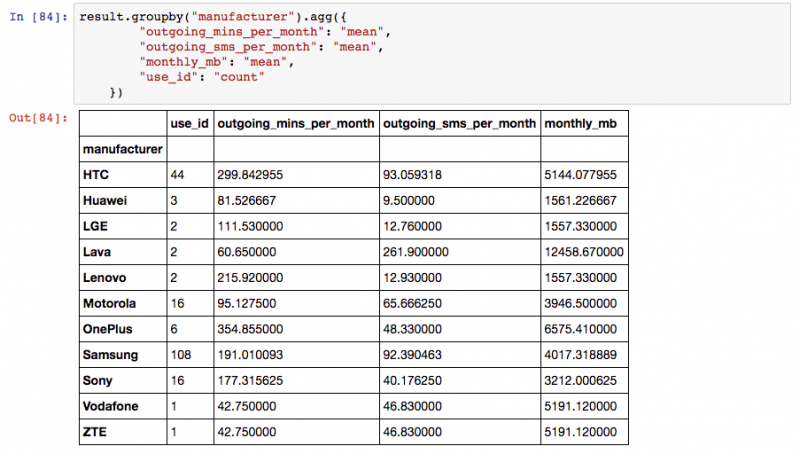 In [84]: result.groupby("manufacturer").agg({
"outgoing_mins_per_month": "mean",
"outgoing_sms_per_month": "mean",
"monthly_mb": "mean",
"use_id": "count"
})
Out[84]:
use_id outgoing_mins_per_month outgoing_sms_per_month monthly_mb
manufacturer
HTC 44 299.842955 93.059318 5144.077955
Huawei 3 81.526667 9.500000 1561.226667
LGE 2 111.530000 12.760000 1557.330000
Lava 2 60.650000 261.900000 12458.670000
Lenovo 2 215.920000 12.930000 1557.330000
Motorola 16 95.127500 65.666250 3946.500000
OnePlus 6 354.855000 48.330000 6575.410000
Samsung 108 191.010093 92.390463 4017.318889
Sony 16 177.315625 40.176250 3212.000625
Vodafone 1 42.750000 46.830000 5191.120000
ZTE 1 42.750000 46.830000 5191.120000